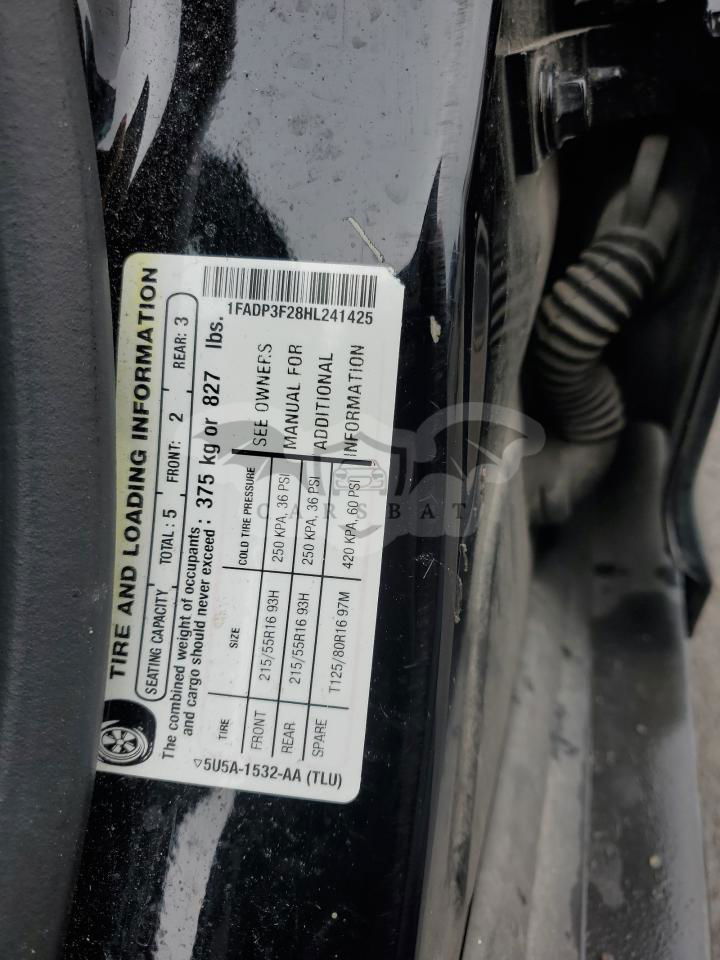 TIRE AND LOADING INFORMATION
SEATING CAPACITY TOTAL : 5 FRONT: 2 REAR: 3
The combined weight of occupants
and cargo should never exceed : 375 kg or 827 lbs.
TIRE SIZE COLD TIRE PRESSURE
FRONT 215/55R16 93H 250 KPA, 36 PSI
REAR 215/55R16 93H 250 KPA, 36 PSI
SPARE T125/80R16 97M 420 KPA, 60 PSI
SEE OWNERS
MANUAL FOR
ADDITIONAL
INFORMATION
5U5A-1532-AA (TLU)
1FADP3F28HL241425
CARSBAT